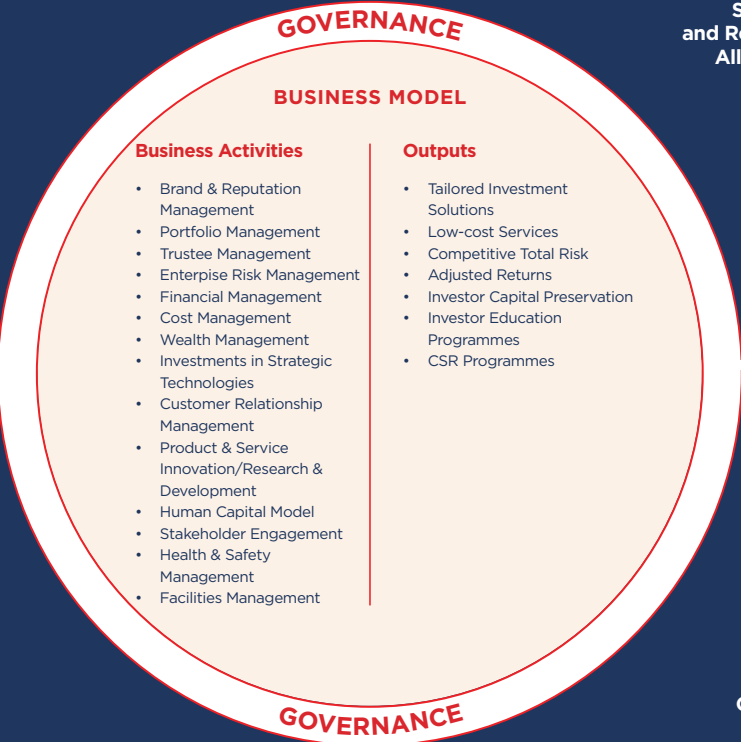 GOVERNANCE
BUSINESS MODEL
Business Activities
• Brand & Reputation
Management
• Portfolio Management
• Trustee Management
• Enterpise Risk Management
• Financial Management
• Cost Management
• Wealth Management
• Investments in Strategic
Technologies
• Customer Relationship
Management
• Product & Service
Innovation/Research &
Development
• Human Capital Model
• Stakeholder Engagement
• Health & Safety
Management
• Facilities Management
Outputs
• Tailored Investment
Solutions
• Low-cost Services
• Competitive Total Risk
• Adjusted Returns
• Investor Capital Preservation
• Investor Education
Programmes
• CSR Programmes
GOVERNANCE
and